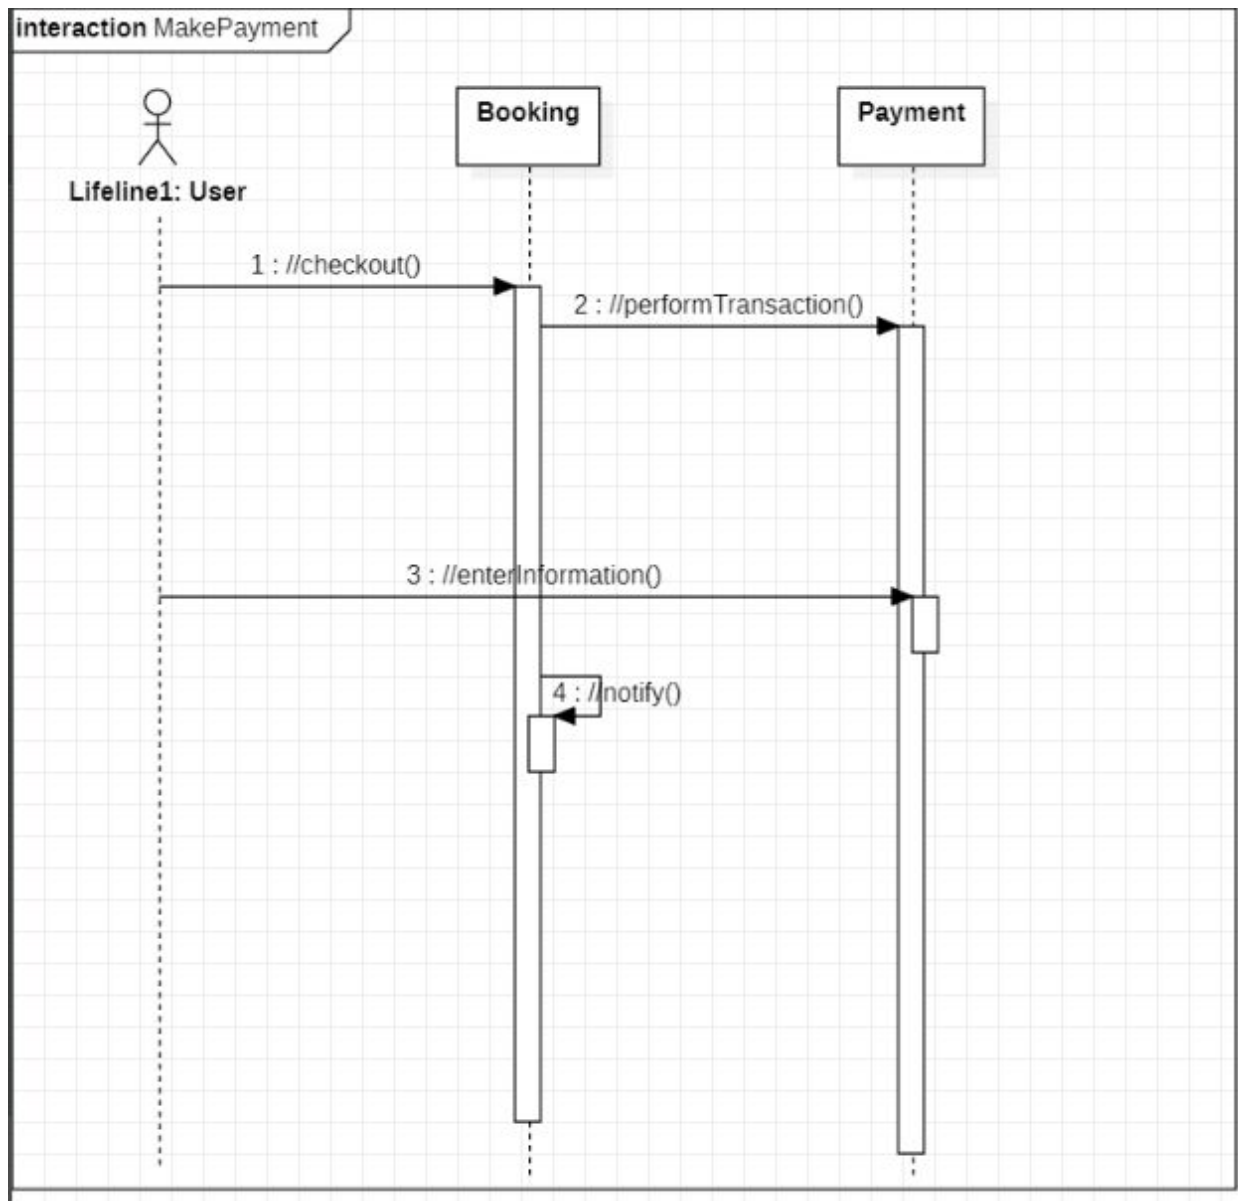 interaction MakePayment
Booking
Payment
Lifeline1: User
1 : //checkout()
2 : //performTransaction()
3 : //enterInformation()
4 : //notify()